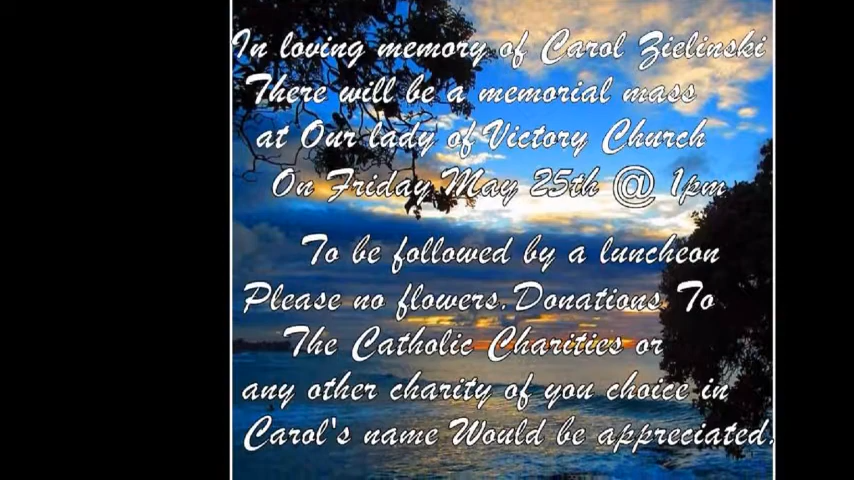 In loving memory of Carol Zielinski
There will be a memorial mass
at Our lady of Victory Church
On Friday May 25th @ 1pm
To be followed by a luncheon
Please no flowers. Donations To
The Catholic Charities or
any other charity of you choice in
Carol's name Would be appreciated.